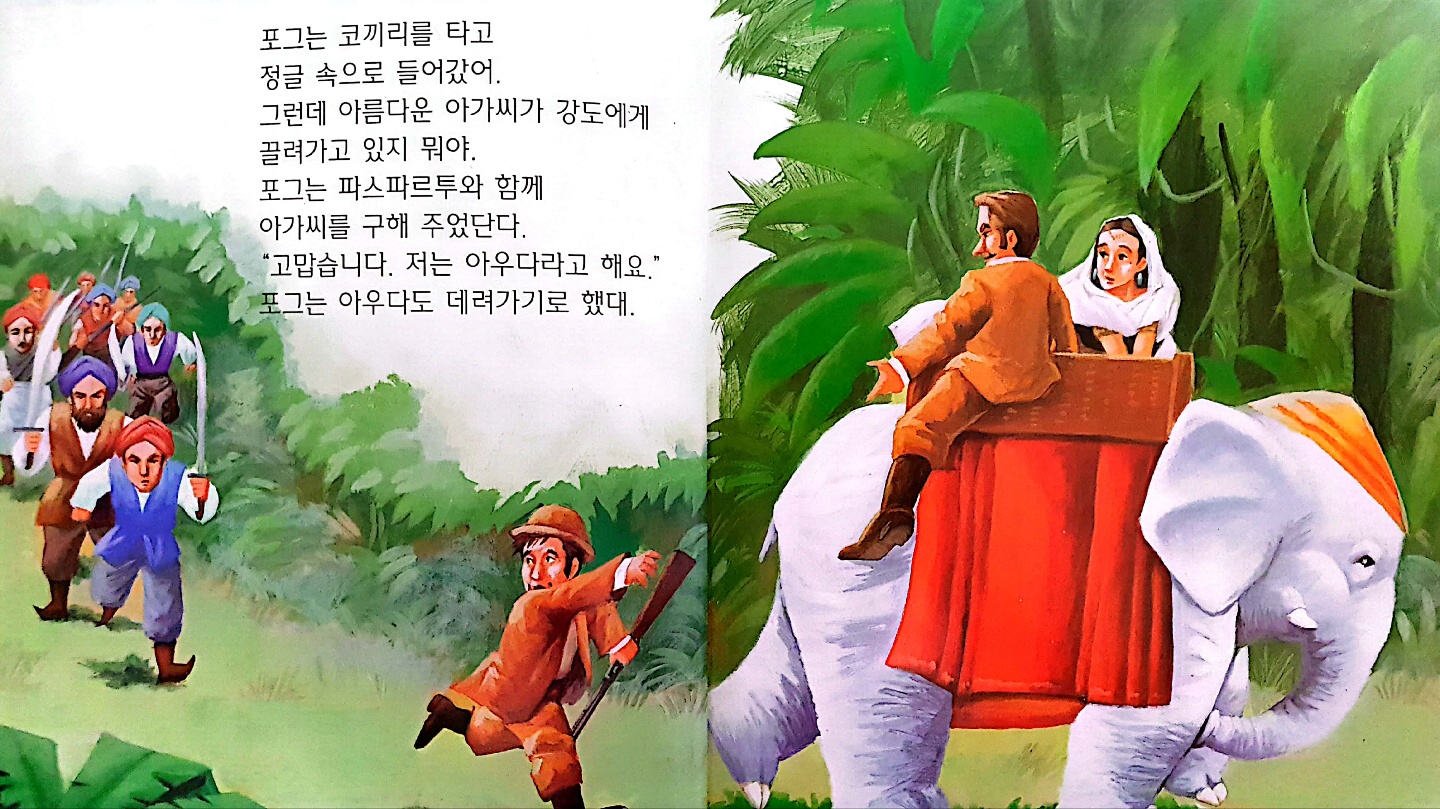 포그는 코끼리를 타고
정글 속으로 들어갔어.
그런데 아름다운 아가씨가 강도에게
끌려가고 있지 뭐야.
포그는 파스파르투와 함께
아가씨를 구해 주었단다.
“고맙습니다. 저는 아우다라고 해요.”
포그는 아우다도 데려가기로 했대.